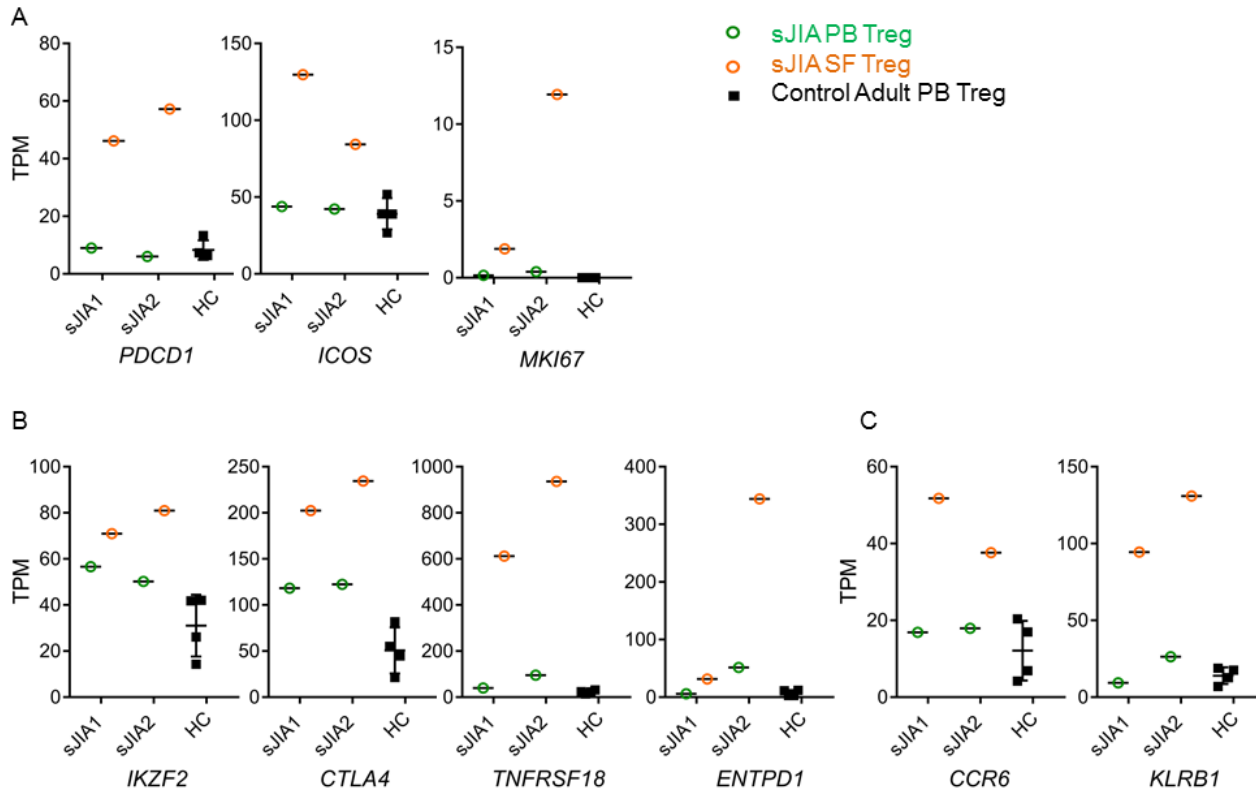 A
sJIA PB Treg
sJIA SF Treg
Control Adult PB Treg
TPM
80
60
40
20
0
sJIA1
sJIA2
HC
PDCD1
150
100
50
0
sJIA1
sJIA2
HC
ICOS
15
10
5
0
sJIA1
sJIA2
HC
MKI67
B
TPM
100
80
60
40
20
0
sJIA1
sJIA2
HC
IKZF2
250
200
150
100
50
0
sJIA1
sJIA2
HC
CTLA4
1000
800
600
400
200
0
sJIA1
sJIA2
HC
TNFRSF18
400
300
200
100
0
sJIA1
sJIA2
HC
ENTPD1
C
TPM
60
40
20
0
sJIA1
sJIA2
HC
CCR6
150
100
50
0
sJIA1
sJIA2
HC
KLRB1